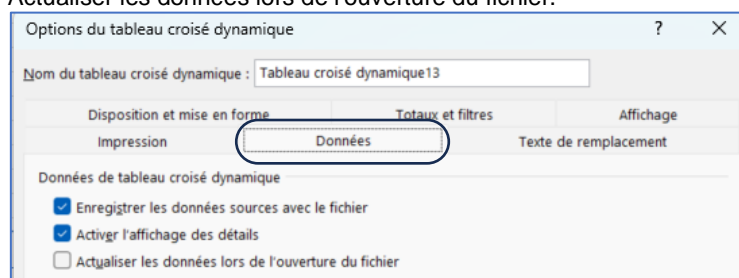 Actualiser les données lors de l'ouverture du fichier.
Options du tableau croisé dynamique ? ×
Nom du tableau croisé dynamique : Tableau croisé dynamique13
Disposition et mise en forme Totaux et filtres Affichage
Impression Données Texte de remplacement
Données de tableau croisé dynamique
Enregistrer les données sources avec le fichier
Activer l'affichage des détails
Actualiser les données lors de l'ouverture du fichier